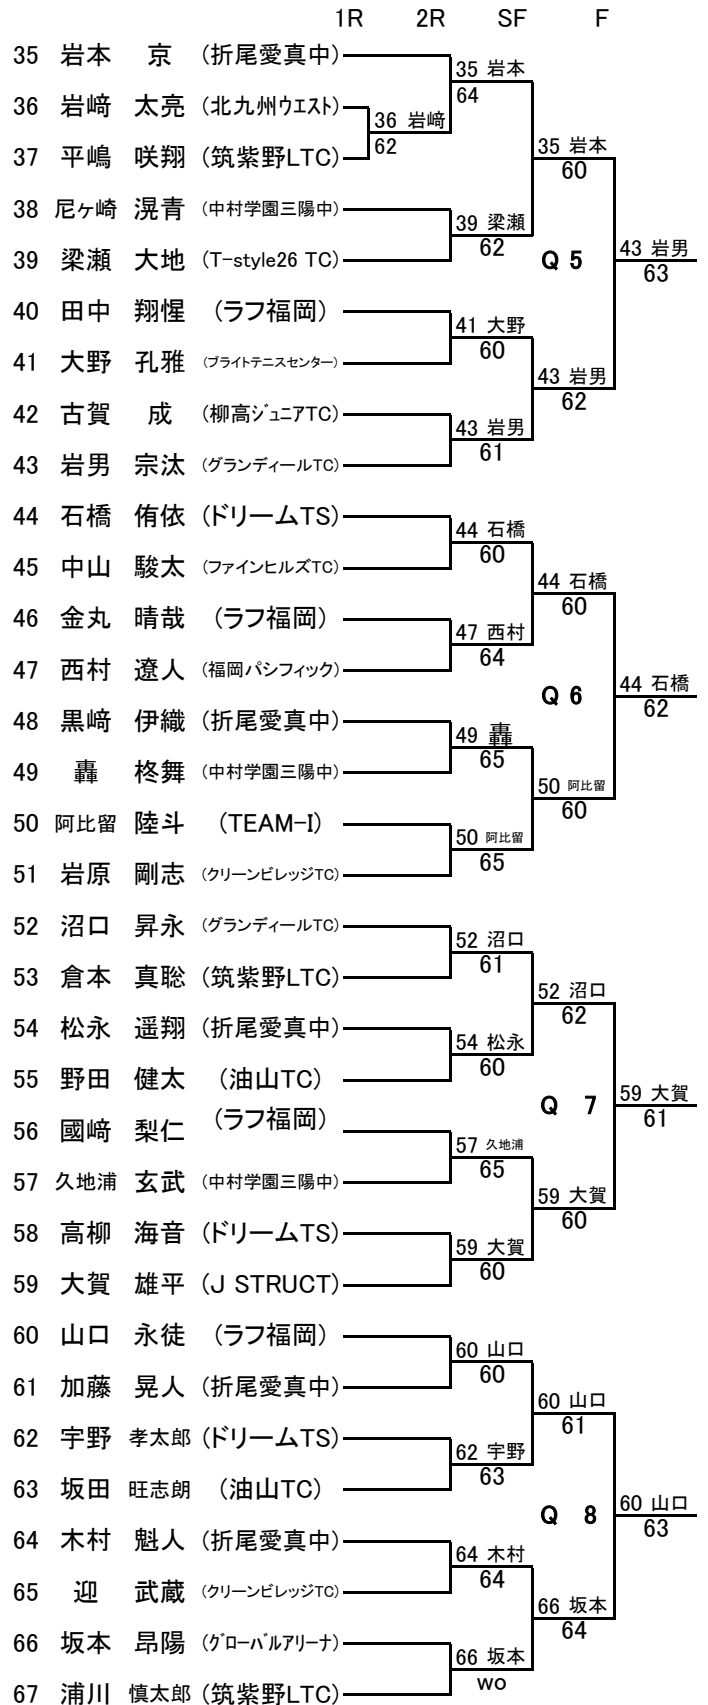 1R 2R SF F
35 岩本 京 (折尾愛真中)
35 岩本
64
36 岩﨑 太亮 (北九州ウエスト)
36 岩﨑
62
37 平嶋 咲翔 (筑紫野LTC)
35 岩本
60
38 尼ヶ崎 滉青 (中村学園三陽中)
39 梁瀬
62
39 梁瀬 大地 (T-style26 TC)
Q 5
43 岩男
63
40 田中 翔惺 (ラフ福岡)
41 大野
60
41 大野 孔雅 (ブライトテニスセンター)
43 岩男
62
42 古賀 成 (柳高ジュニアTC)
43 岩男
61
43 岩男 宗汰 (グランディールTC)
44 石橋 侑依 (ドリームTS)
44 石橋
60
45 中山 駿太 (ファインヒルズTC)
44 石橋
60
46 金丸 晴哉 (ラフ福岡)
47 西村
64
47 西村 遼人 (福岡パシフィック)
Q 6
44 石橋
62
48 黒﨑 伊織 (折尾愛真中)
49 轟
65
49 轟 柊舞 (中村学園三陽中)
50 阿比留
60
50 阿比留 陸斗 (TEAM-I)
50 阿比留
65
51 岩原 剛志 (クリーンビレッジTC)
52 沼口 昇永 (グランディールTC)
52 沼口
61
53 倉本 真聡 (筑紫野LTC)
52 沼口
62
54 松永 遥翔 (折尾愛真中)
54 松永
60
55 野田 健太 (油山TC)
Q 7
59 大賀
61
56 國﨑 梨仁 (ラフ福岡)
57 久地浦
65
57 久地浦 玄武 (中村学園三陽中)
59 大賀
60
58 高柳 海音 (ドリームTS)
59 大賀
60
59 大賀 雄平 (J STRUCT)
60 山口 永徒 (ラフ福岡)
60 山口
60
61 加藤 晃人 (折尾愛真中)
60 山口
61
62 宇野 孝太郎 (ドリームTS)
62 宇野
63
63 坂田 旺志朗 (油山TC)
Q 8
60 山口
63
64 木村 魁人 (折尾愛真中)
64 木村
64
65 迎 武蔵 (クリーンビレッジTC)
66 坂本
64
66 坂本 昂陽 (グローバルアリーナ)
66 坂本
wo
67 浦川 慎太郎 (筑紫野LTC)